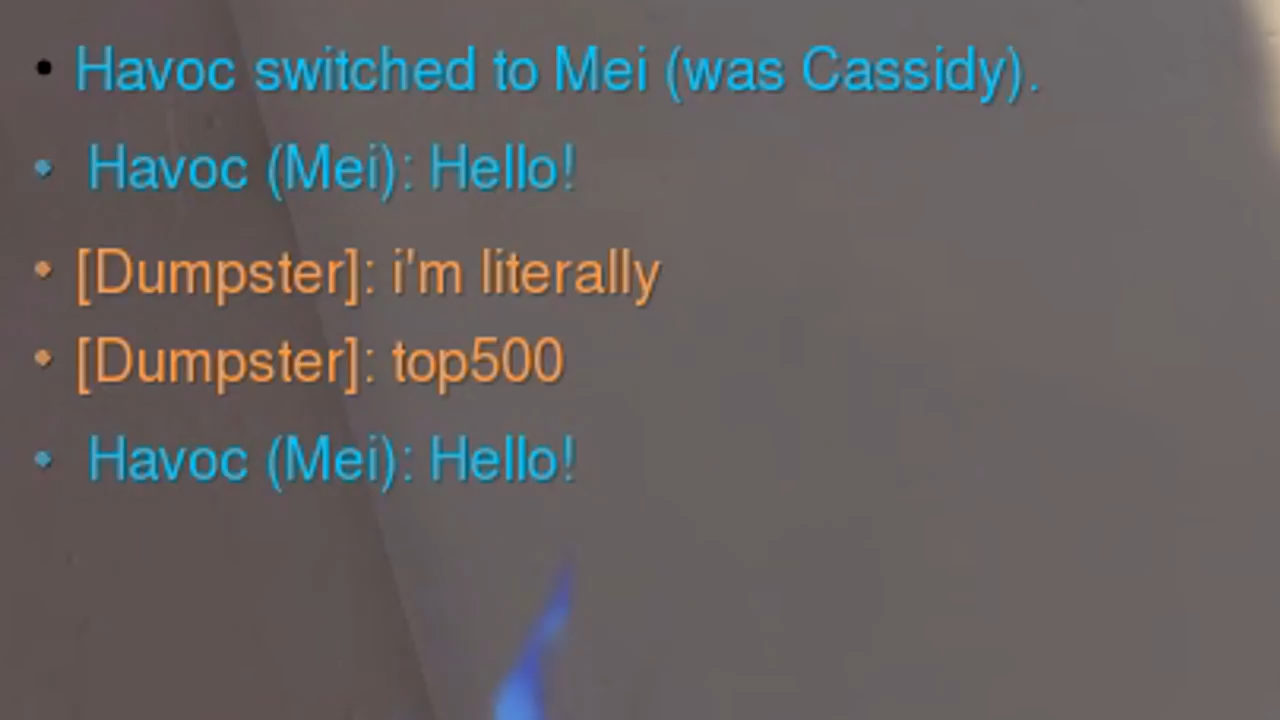 • Havoc switched to Mei (was Cassidy).
• Havoc (Mei): Hello!
• [Dumpster]: i'm literally
• [Dumpster]: top500
• Havoc (Mei): Hello!